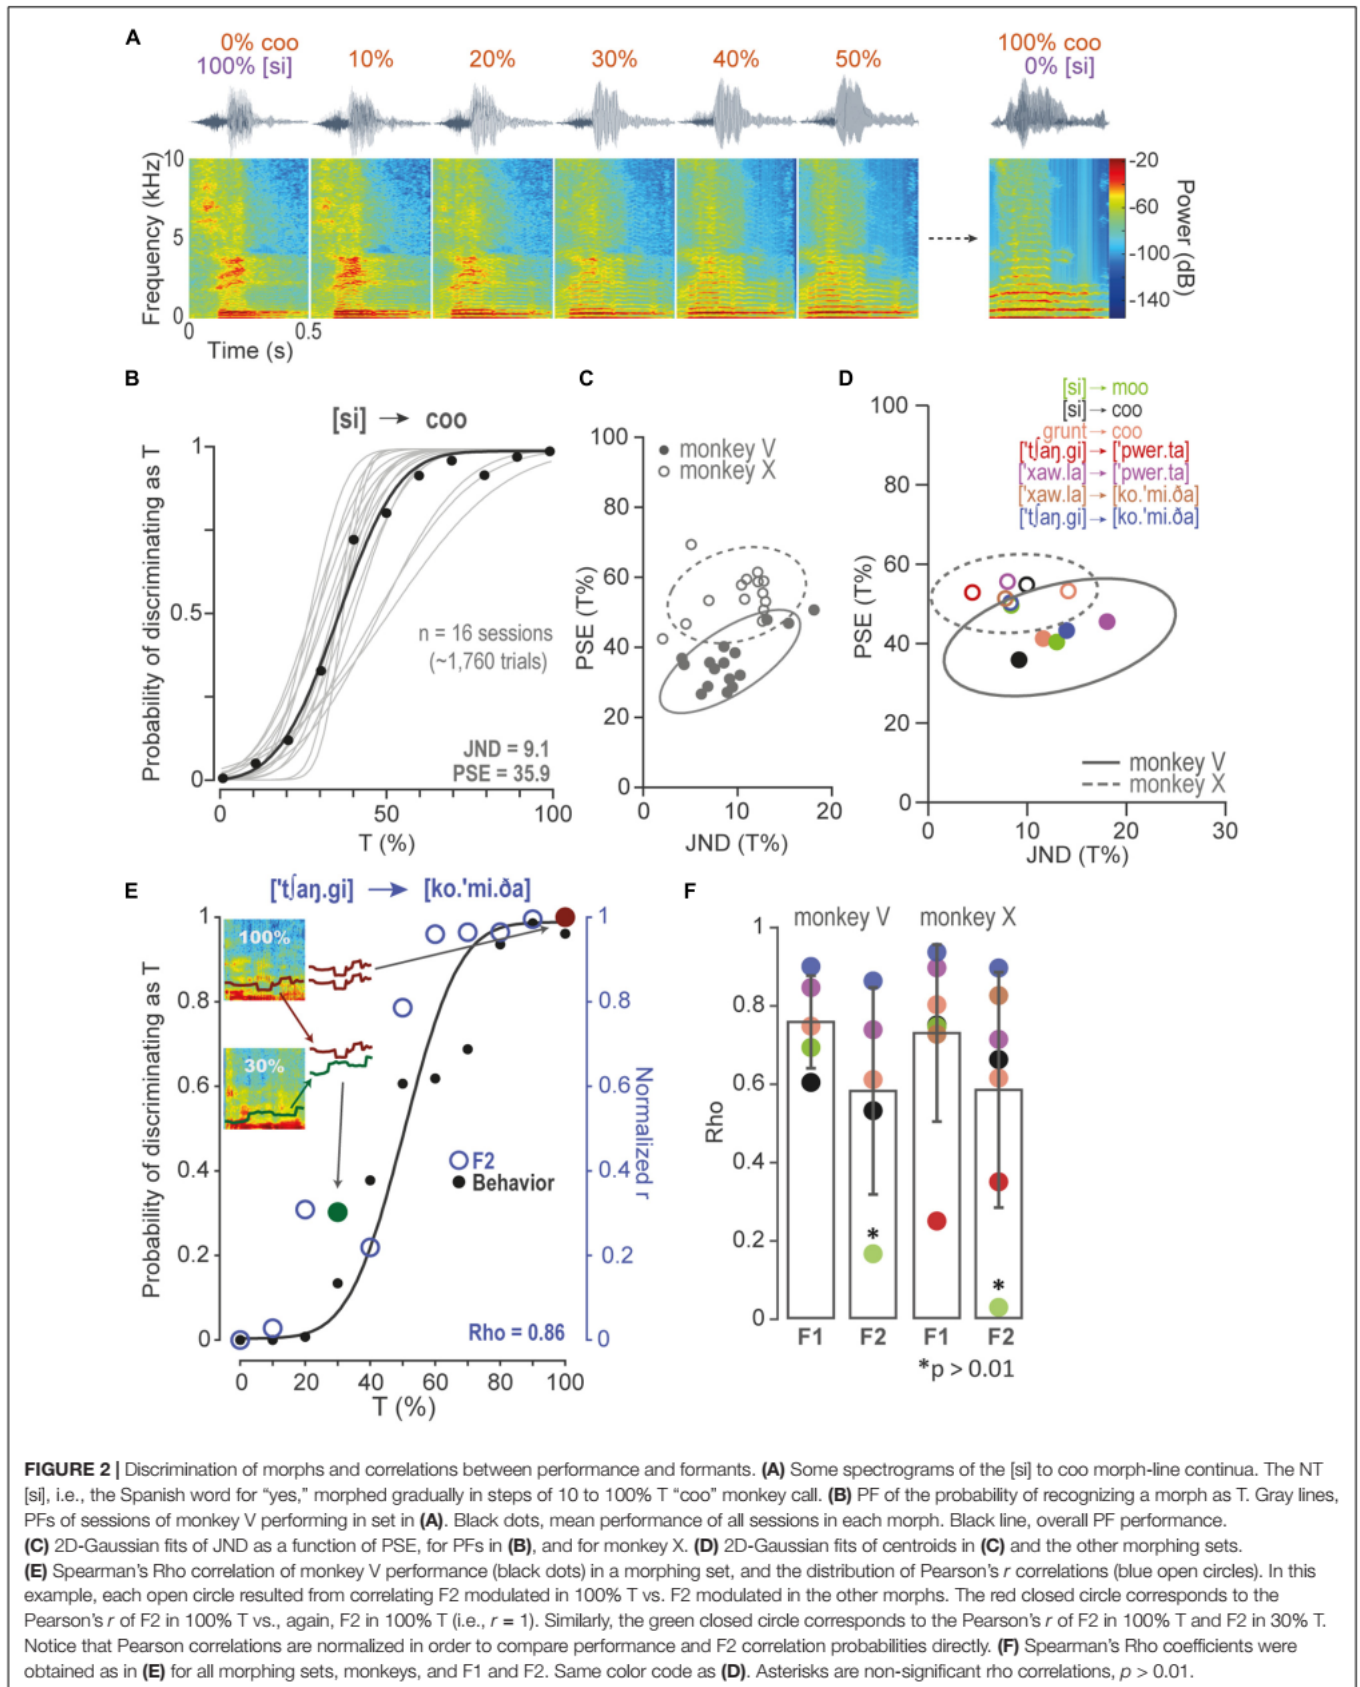 A
0% coo
100% [si]
10%
20%
30%
40%
50%
100% coo
0% [si]
Frequency (kHz)
10
5
0
0
0.5
Time (s)
-20
-60
-100
-140
Power (dB)
B
[si] → coo
Probability of discriminating as T
1
0.5
0
n = 16 sessions
(~1,760 trials)
JND = 9.1
PSE = 35.9
0
50
100
T (%)
C
monkey V
monkey X
PSE (T%)
100
80
60
40
20
0
0
10
20
JND (T%)
D
[si] → moo
[si] → coo
grunt → coo
['tʃaŋ.gi] → ['pwer.ta]
['xaw.la] → ['pwer.ta]
['xaw.la] → [ko.'mi.ða]
['tʃaŋ.gi] → [ko.'mi.ða]
PSE (T%)
100
80
60
40
20
0
monkey V
monkey X
0
10
20
30
JND (T%)
E
['tʃaŋ.gi] → [ko.'mi.ða]
Probability of discriminating as T
1
0.8
0.6
0.4
0.2
0
100%
30%
F2
Behavior
Rho = 0.86
1
0.8
0.6
0.4
0.2
0
Normalized r
0
20
40
60
80
100
T (%)
F
monkey V
monkey X
Rho
1
0.8
0.6
0.4
0.2
0
*
*
F1
F2
F1
F2
*p > 0.01
FIGURE 2 | Discrimination of morphs and correlations between performance and formants. (A) Some spectrograms of the [si] to coo morph-line continua. The NT
[si], i.e., the Spanish word for “yes,” morphed gradually in steps of 10 to 100% T “coo” monkey call. (B) PF of the probability of recognizing a morph as T. Gray lines,
PFs of sessions of monkey V performing in set in (A). Black dots, mean performance of all sessions in each morph. Black line, overall PF performance.
(C) 2D-Gaussian fits of JND as a function of PSE, for PFs in (B), and for monkey X. (D) 2D-Gaussian fits of centroids in (C) and the other morphing sets.
(E) Spearman’s Rho correlation of monkey V performance (black dots) in a morphing set, and the distribution of Pearson’s r correlations (blue open circles). In this
example, each open circle resulted from correlating F2 modulated in 100% T vs. F2 modulated in the other morphs. The red closed circle corresponds to the
Pearson’s r of F2 in 100% T vs., again, F2 in 100% T (i.e., r = 1). Similarly, the green closed circle corresponds to the Pearson’s r of F2 in 100% T and F2 in 30% T.
Notice that Pearson correlations are normalized in order to compare performance and F2 correlation probabilities directly. (F) Spearman’s Rho coefficients were
obtained as in (E) for all morphing sets, monkeys, and F1 and F2. Same color code as (D). Asterisks are non-significant rho correlations, p > 0.01.